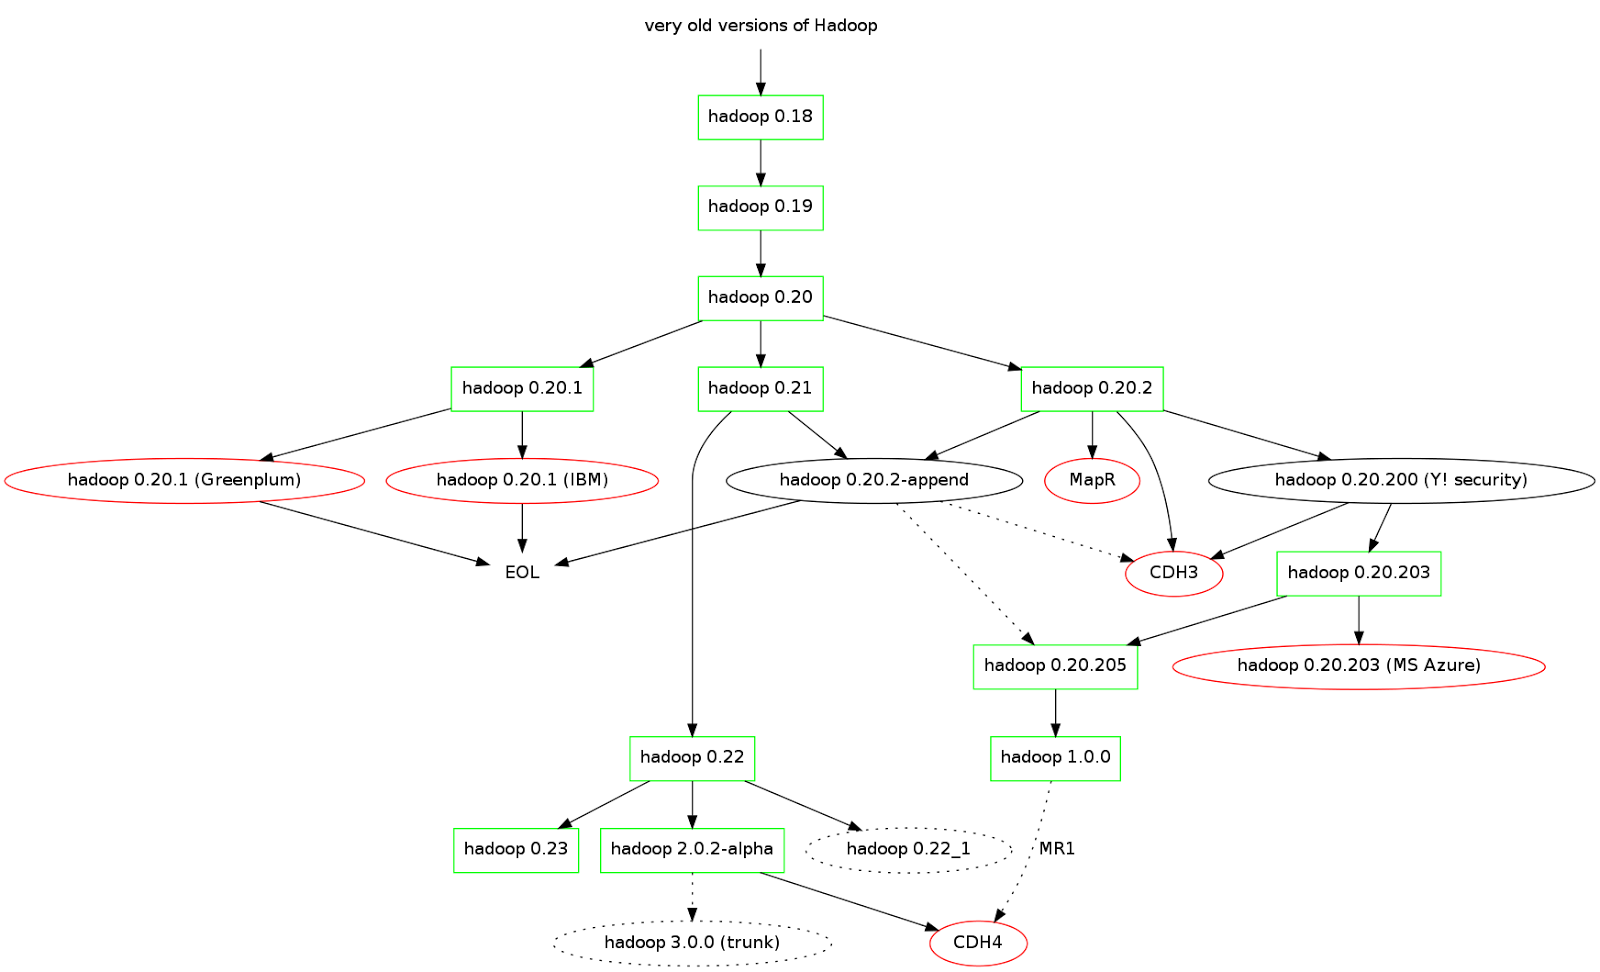 very old versions of Hadoop
hadoop 0.18
hadoop 0.19
hadoop 0.20
hadoop 0.20.1
hadoop 0.21
hadoop 0.20.2
hadoop 0.20.1 (Greenplum)
hadoop 0.20.1 (IBM)
hadoop 0.20.2-append
MapR
hadoop 0.20.200 (Y! security)
EOL
CDH3
hadoop 0.20.203
hadoop 0.20.205
hadoop 0.20.203 (MS Azure)
hadoop 0.22
hadoop 1.0.0
hadoop 0.23
hadoop 2.0.2-alpha
hadoop 0.22_1
MR1
hadoop 3.0.0 (trunk)
CDH4